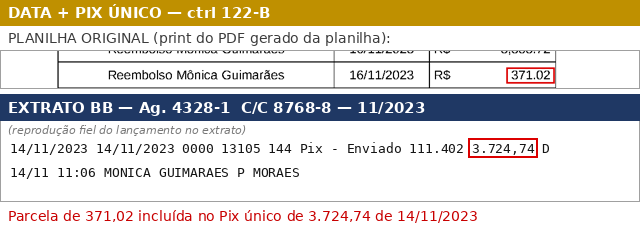 DATA + PIX ÚNICO — ctrl 122-B
PLANILHA ORIGINAL (print do PDF gerado da planilha):
Reembolso Mônica Guimarães 16/11/2023 R$ 371.02
EXTRATO BB — Ag. 4328-1 C/C 8768-8 — 11/2023
(reprodução fiel do lançamento no extrato)
14/11/2023 14/11/2023 0000 13105 144 Pix - Enviado 111.402 3.724,74 D
14/11 11:06 MONICA GUIMARAES P MORAES
Parcela de 371,02 incluída no Pix único de 3.724,74 de 14/11/2023